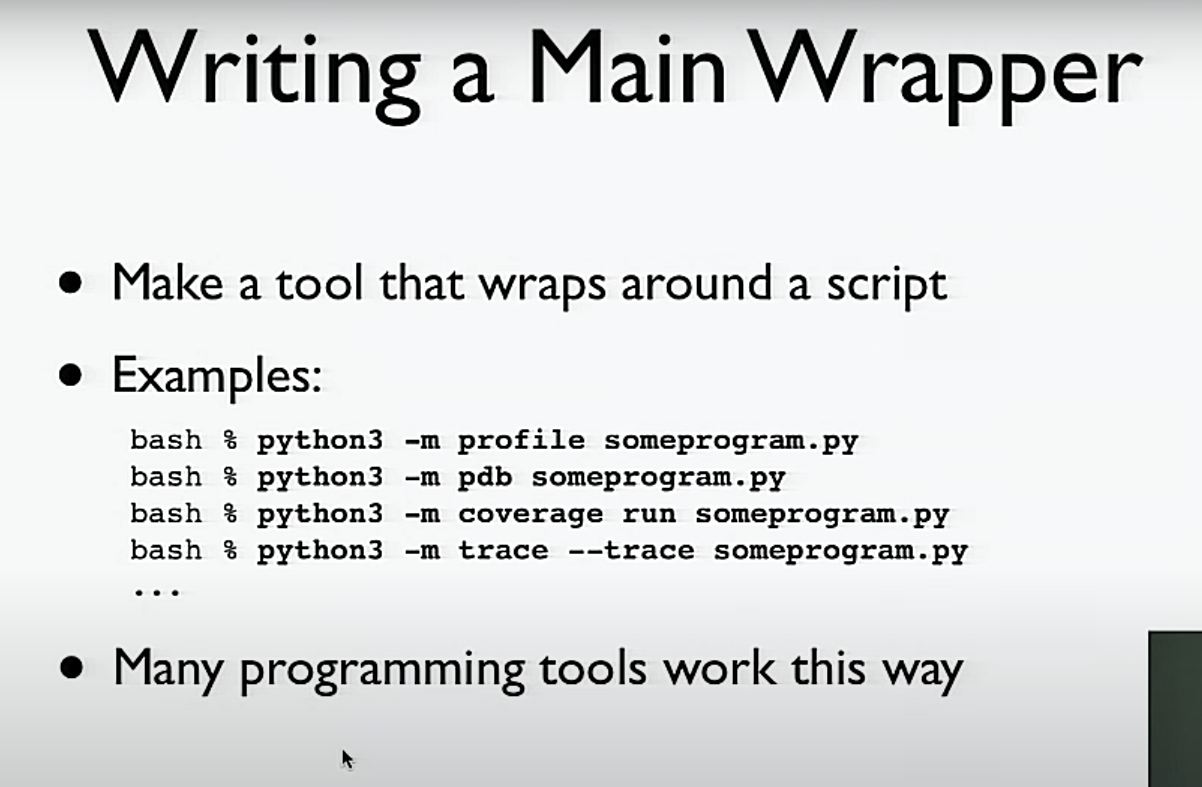 Writing a Main Wrapper
● Make a tool that wraps around a script
● Examples:
bash % python3 -m profile someprogram.py
bash % python3 -m pdb someprogram.py
bash % python3 -m coverage run someprogram.py
bash % python3 -m trace --trace someprogram.py
...
● Many programming tools work this way